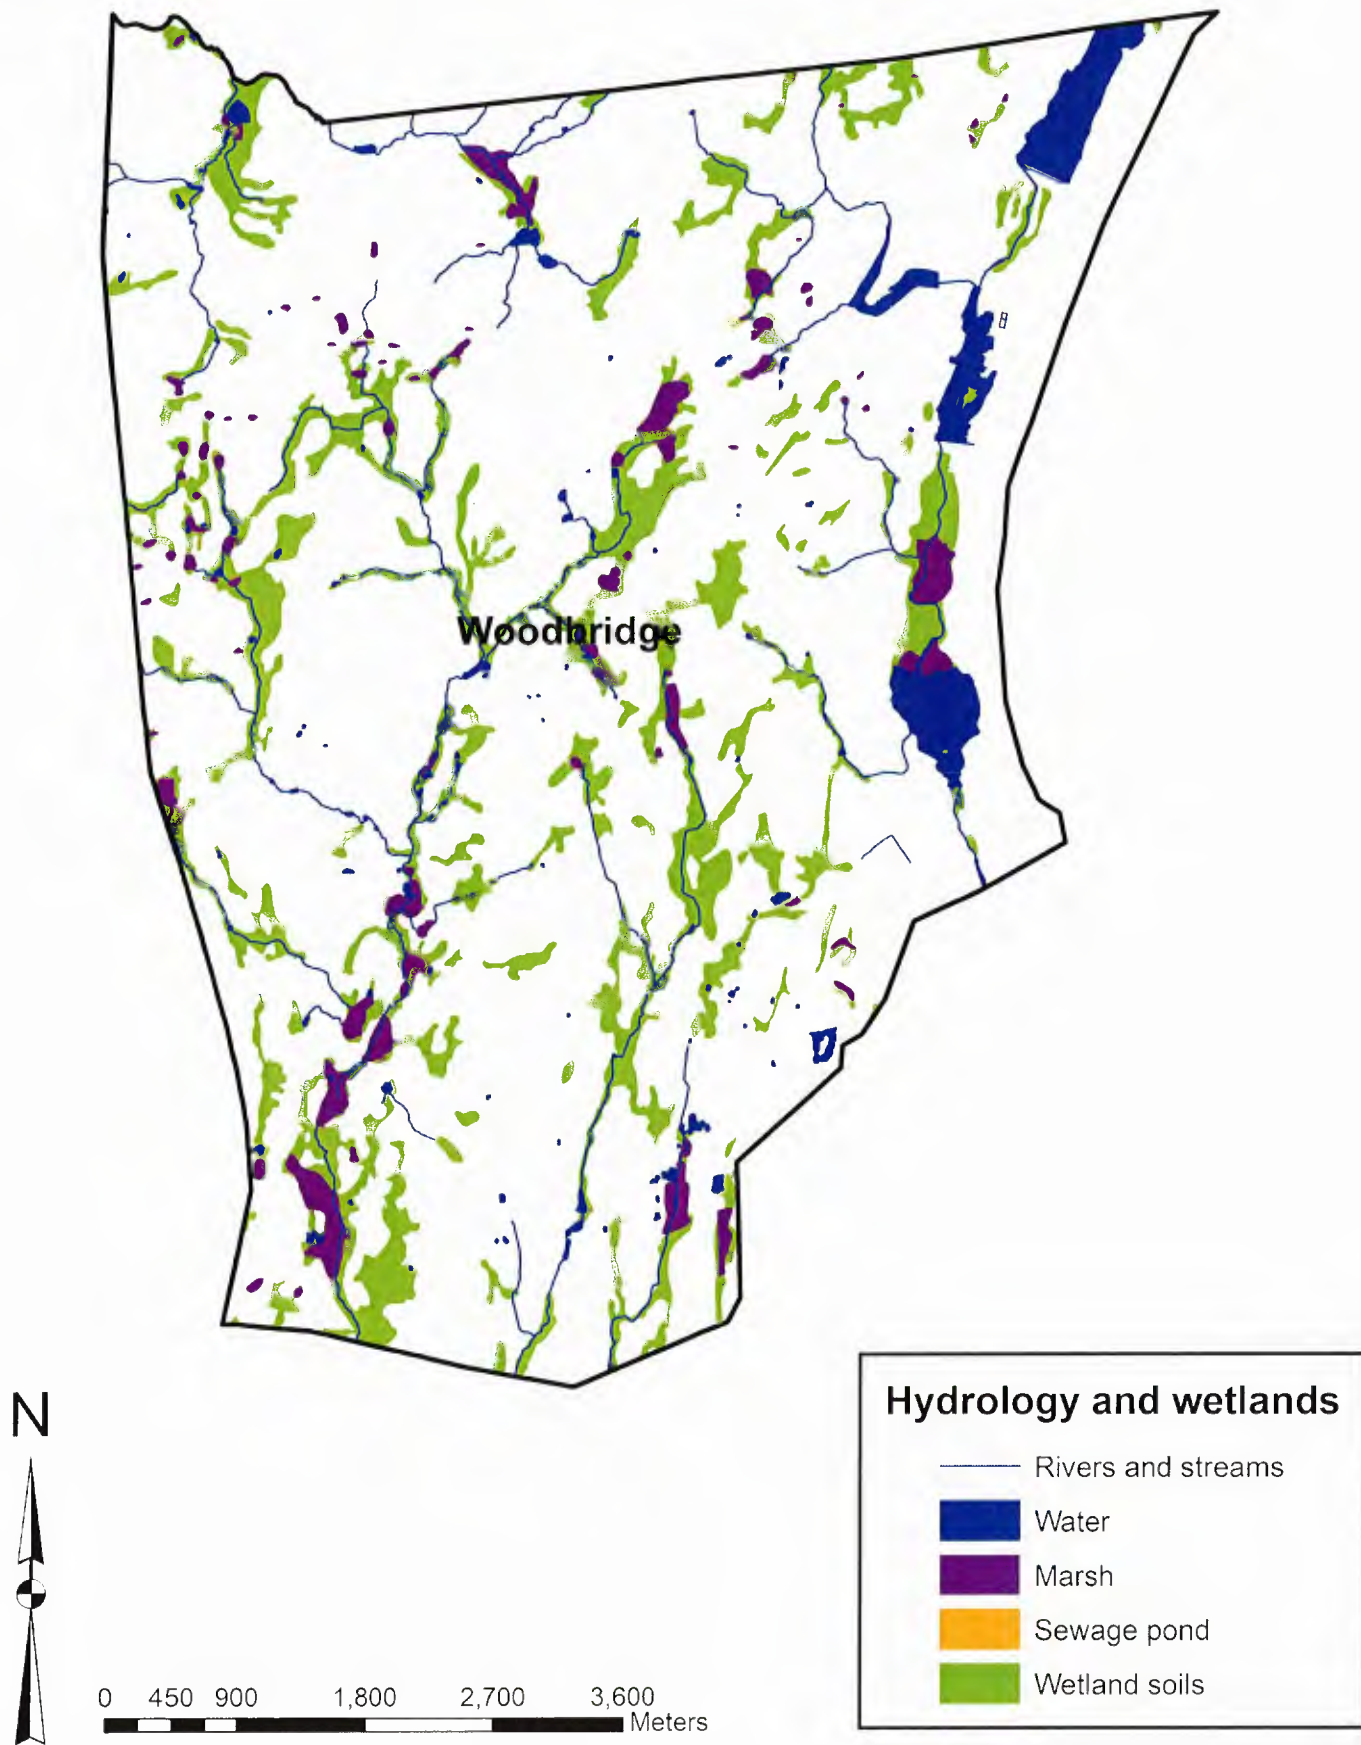 Woodbridge
Hydrology and wetlands
Rivers and streams
Water
Marsh
Sewage pond
Wetland soils
N
0 450 900 1,800 2,700 3,600
Meters